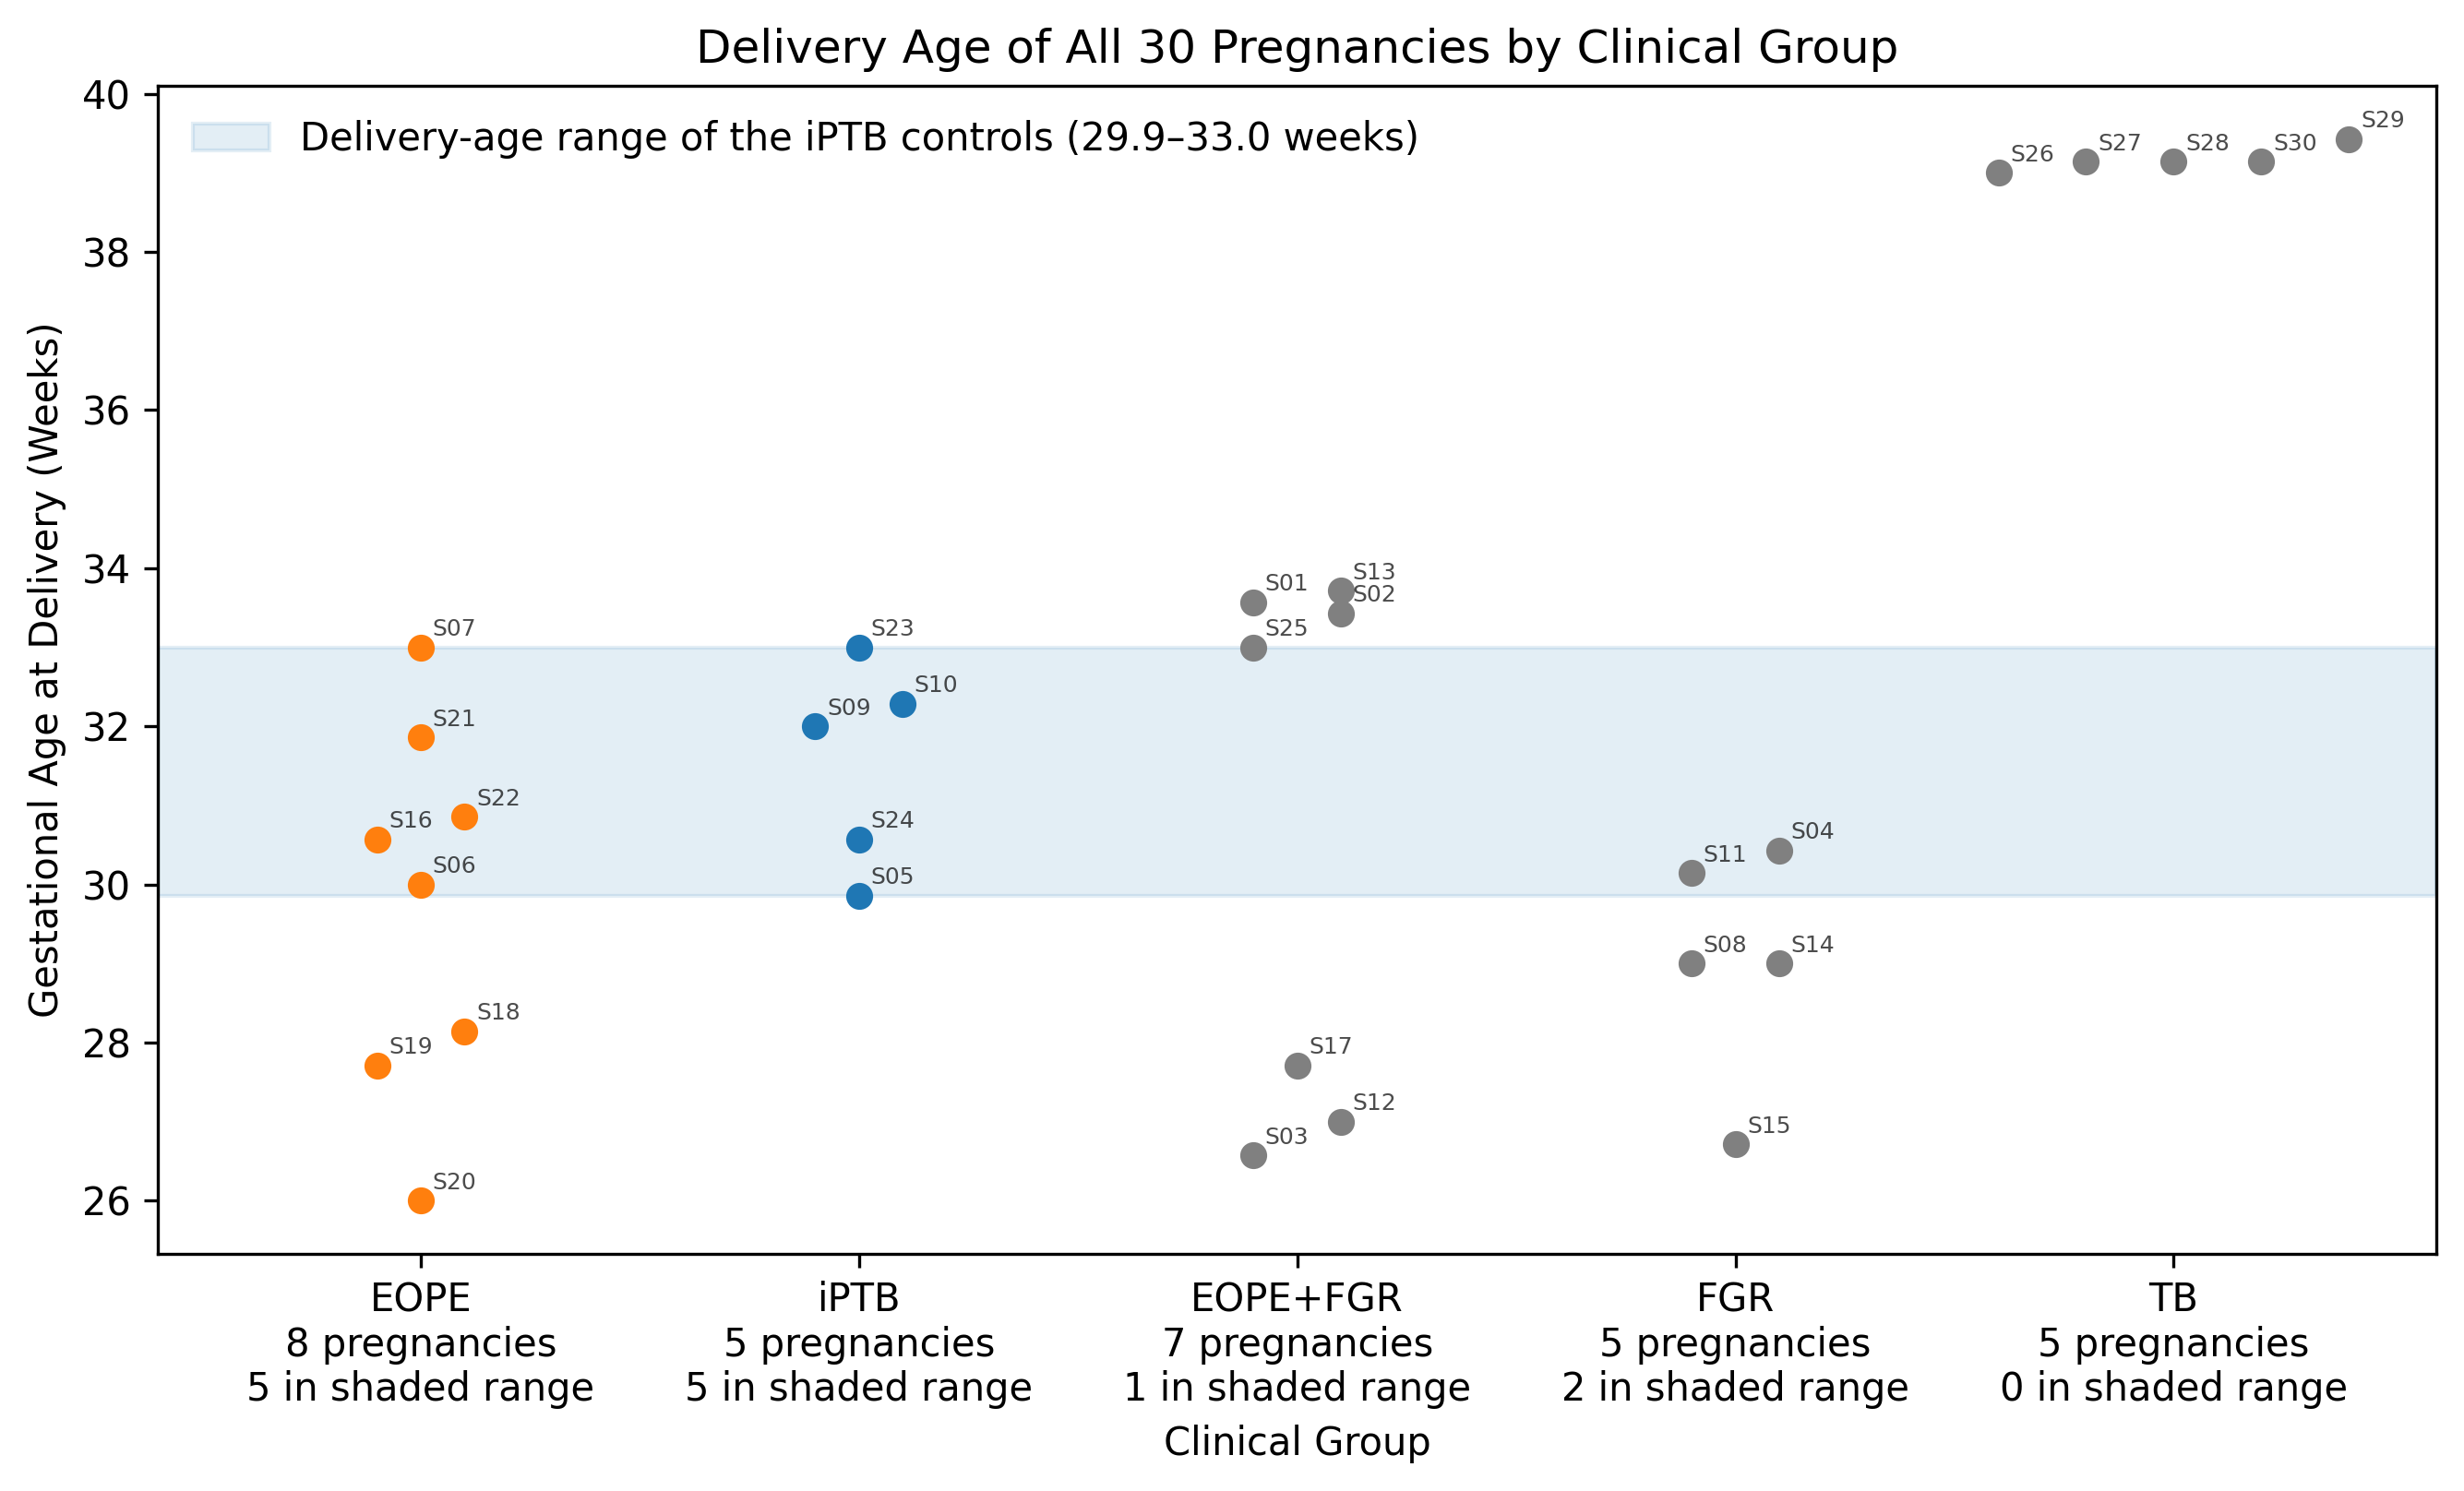 Delivery Age of All 30 Pregnancies by Clinical Group
Delivery-age range of the iPTB controls (29.9–33.0 weeks)
Gestational Age at Delivery (Weeks)
40
38
36
34
32
30
28
26
S07
S21
S22
S16
S06
S18
S19
S20
S23
S10
S09
S24
S05
S13
S01
S02
S25
S17
S12
S03
S04
S11
S08
S14
S15
S29
S26
S27
S28
S30
EOPE
8 pregnancies
5 in shaded range
iPTB
5 pregnancies
5 in shaded range
EOPE+FGR
7 pregnancies
1 in shaded range
FGR
5 pregnancies
2 in shaded range
TB
5 pregnancies
0 in shaded range
Clinical Group